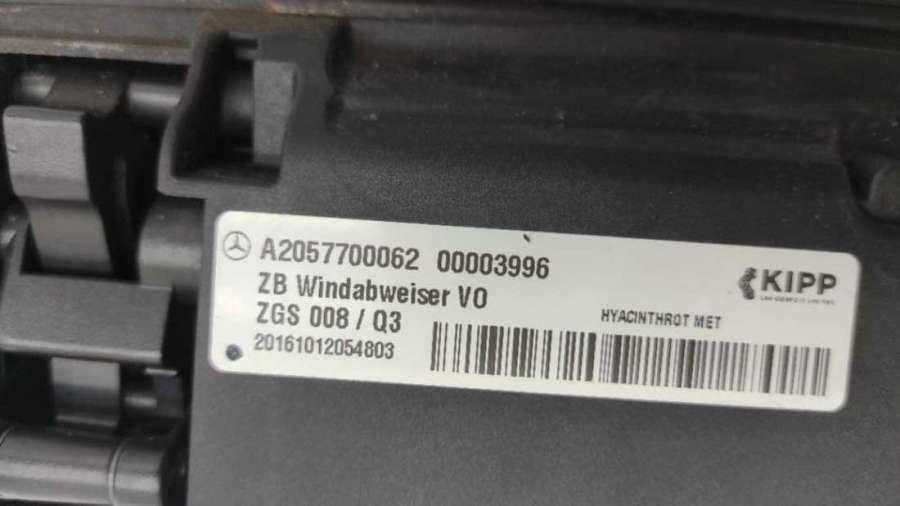 A2057700062 00003996
ZB Windabweiser VO
ZGS 008 / Q3
20161012054803
HYACINTHROT MET
KIPP